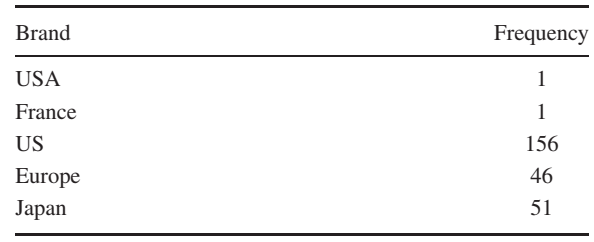 Brand Frequency
USA 1
France 1
US 156
Europe 46
Japan 51